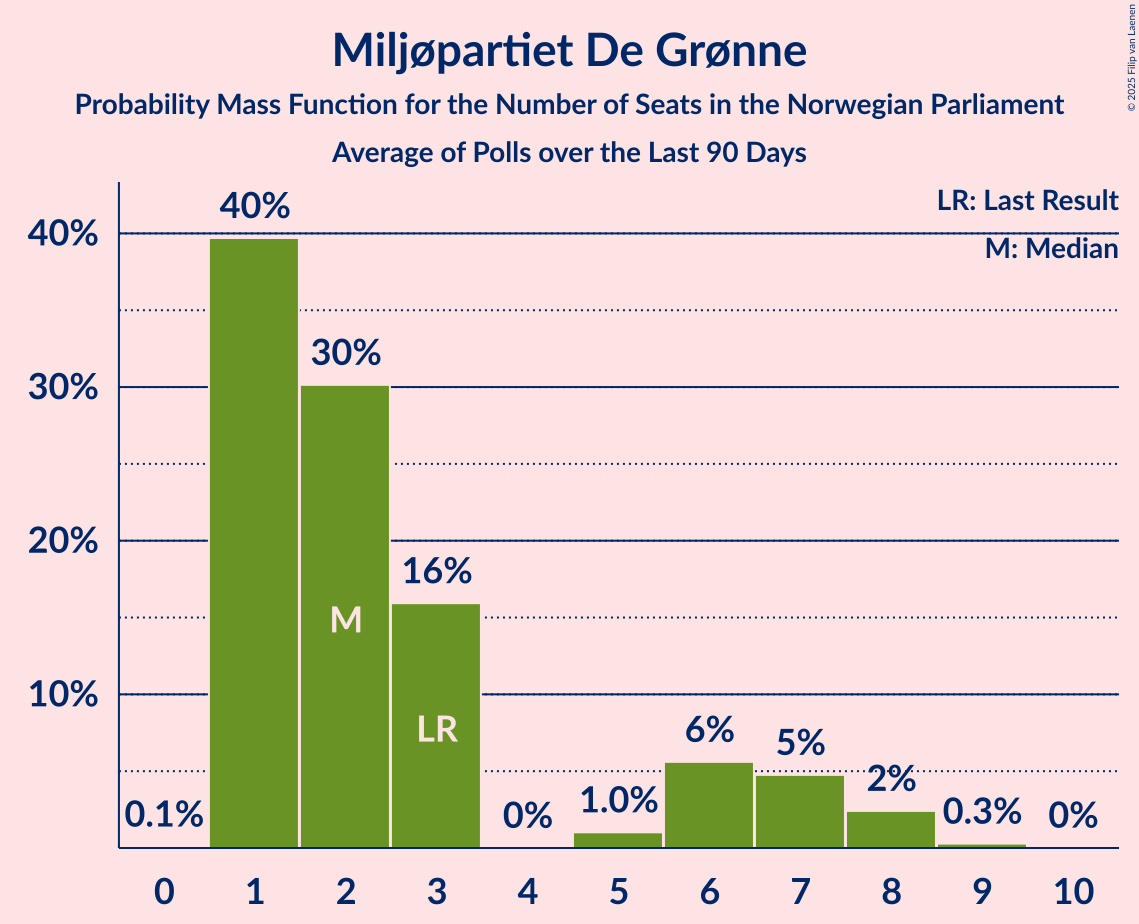 Miljøpartiet De Grønne
Probability Mass Function for the Number of Seats in the Norwegian Parliament
Average of Polls over the Last 90 Days
© 2025 Filip van Laenen
LR: Last Result
M: Median
40%
30%
20%
10%
0.1%
40%
30%
16%
0%
1.0%
6%
5%
2%
0.3%
0%
M
LR
0 1 2 3 4 5 6 7 8 9 10